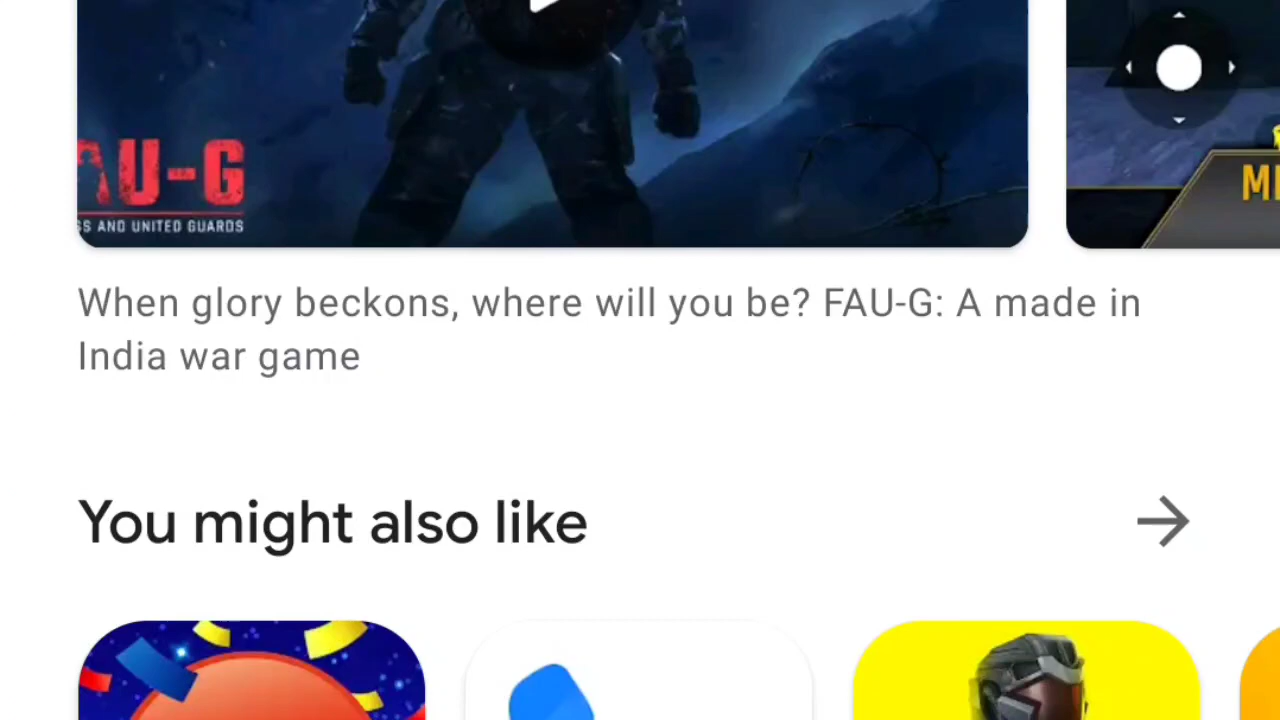 AU-G
AND UNITED GUARDS
When glory beckons, where will you be? FAU-G: A made in
India war game
You might also like